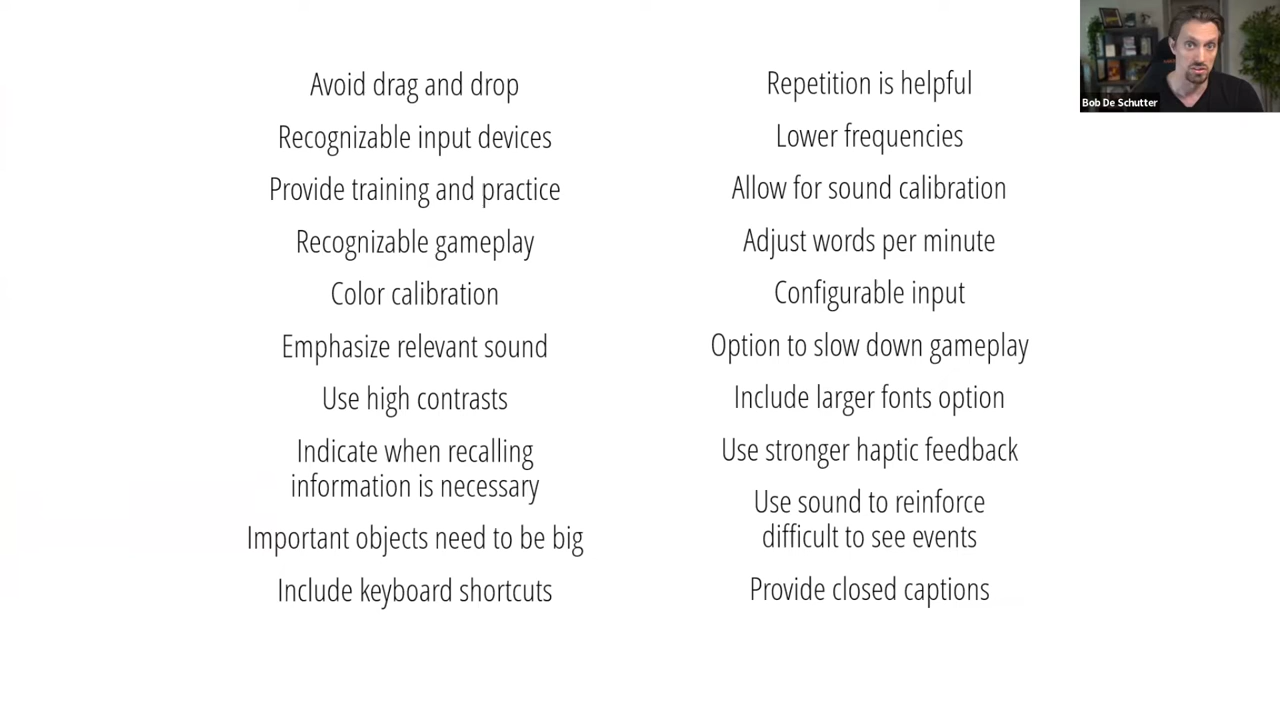 Avoid drag and drop
Recognizable input devices
Provide training and practice
Recognizable gameplay
Color calibration
Emphasize relevant sound
Use high contrasts
Indicate when recalling
information is necessary
Important objects need to be big
Include keyboard shortcuts
Repetition is helpful
Lower frequencies
Allow for sound calibration
Adjust words per minute
Configurable input
Option to slow down gameplay
Include larger fonts option
Use stronger haptic feedback
Use sound to reinforce
difficult to see events
Provide closed captions
Bob De Schutter